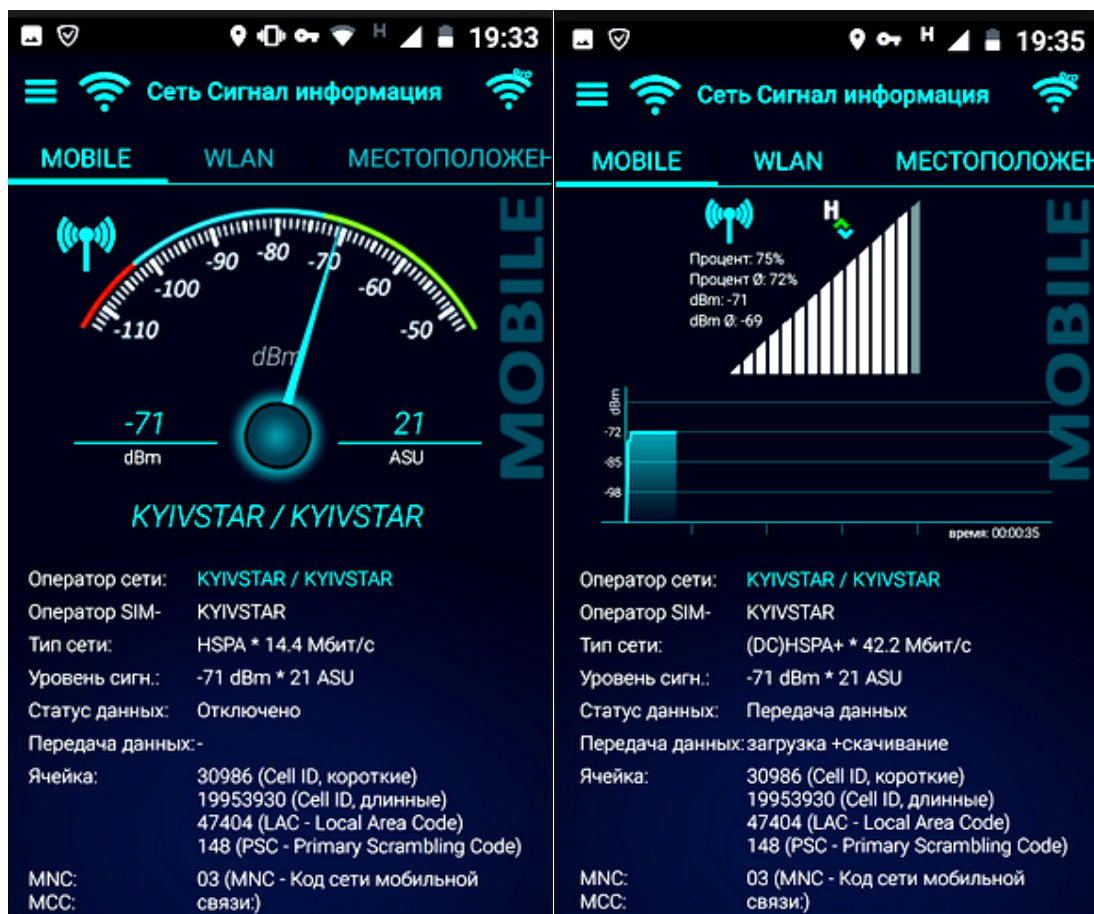 19:33
Сеть Сигнал информация
Pro
MOBILE WLAN МЕСТОПОЛОЖЕН
MOBILE
-110
-100
-90
-80
-70
-60
-50
dBm
-71
dBm
21
ASU
KYIVSTAR / KYIVSTAR
Оператор сети: KYIVSTAR / KYIVSTAR
Оператор SIM- KYIVSTAR
Тип сети: HSPA * 14.4 Мбит/с
Уровень сигн.: -71 dBm * 21 ASU
Статус данных: Отключено
Передача данных:-
Ячейка: 30986 (Cell ID, короткие)
19953930 (Cell ID, длинные)
47404 (LAC - Local Area Code)
148 (PSC - Primary Scrambling Code)
MNC: 03 (MNC - Код сети мобильной
MCC: связи:)
H 19:35
Сеть Сигнал информация
Pro
MOBILE WLAN МЕСТОПОЛОЖЕН
MOBILE
H
Процент: 75%
Процент Ø: 72%
dBm: -71
dBm Ø: -69
dBm
-72
-85
-98
время: 00:00:35
Оператор сети: KYIVSTAR / KYIVSTAR
Оператор SIM- KYIVSTAR
Тип сети: (DC)HSPA+ * 42.2 Мбит/с
Уровень сигн.: -71 dBm * 21 ASU
Статус данных: Передача данных
Передача данных: загрузка +скачивание
Ячейка: 30986 (Cell ID, короткие)
19953930 (Cell ID, длинные)
47404 (LAC - Local Area Code)
148 (PSC - Primary Scrambling Code)
MNC: 03 (MNC - Код сети мобильной
MCC: связи:)